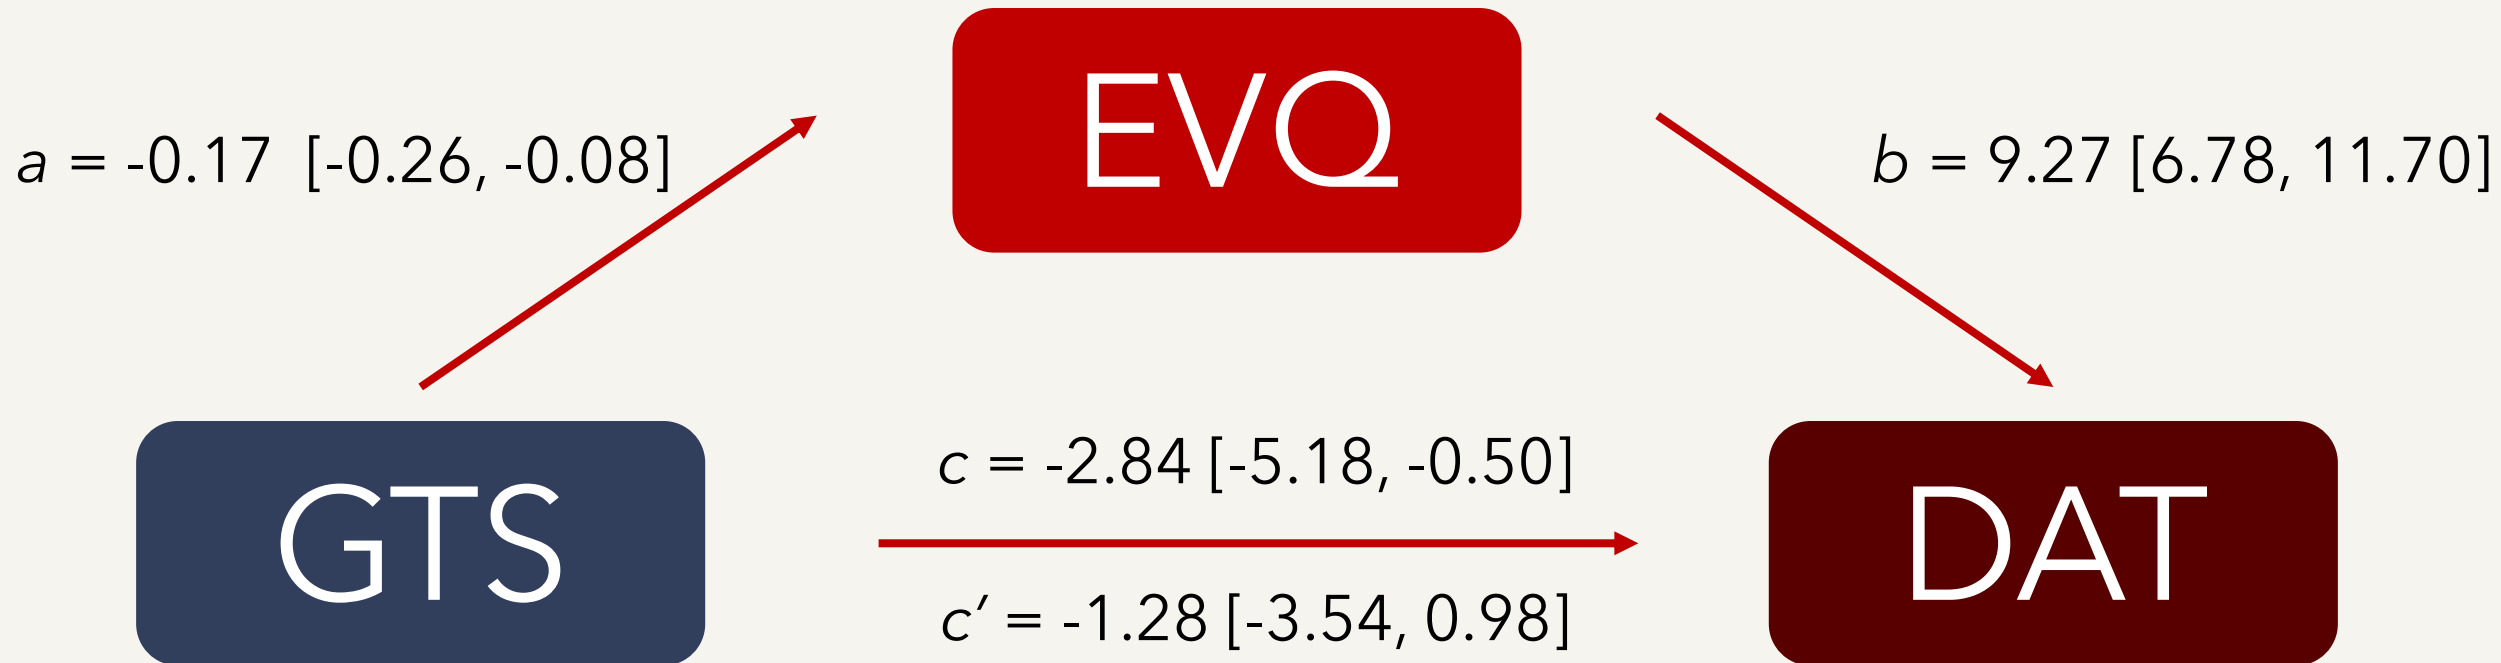 EVQ
a = -0.17 [-0.26, -0.08]
b = 9.27 [6.78, 11.70]
c = -2.84 [-5.18, -0.50]
GTS
DAT
c′ = -1.28 [-3.54, 0.98]